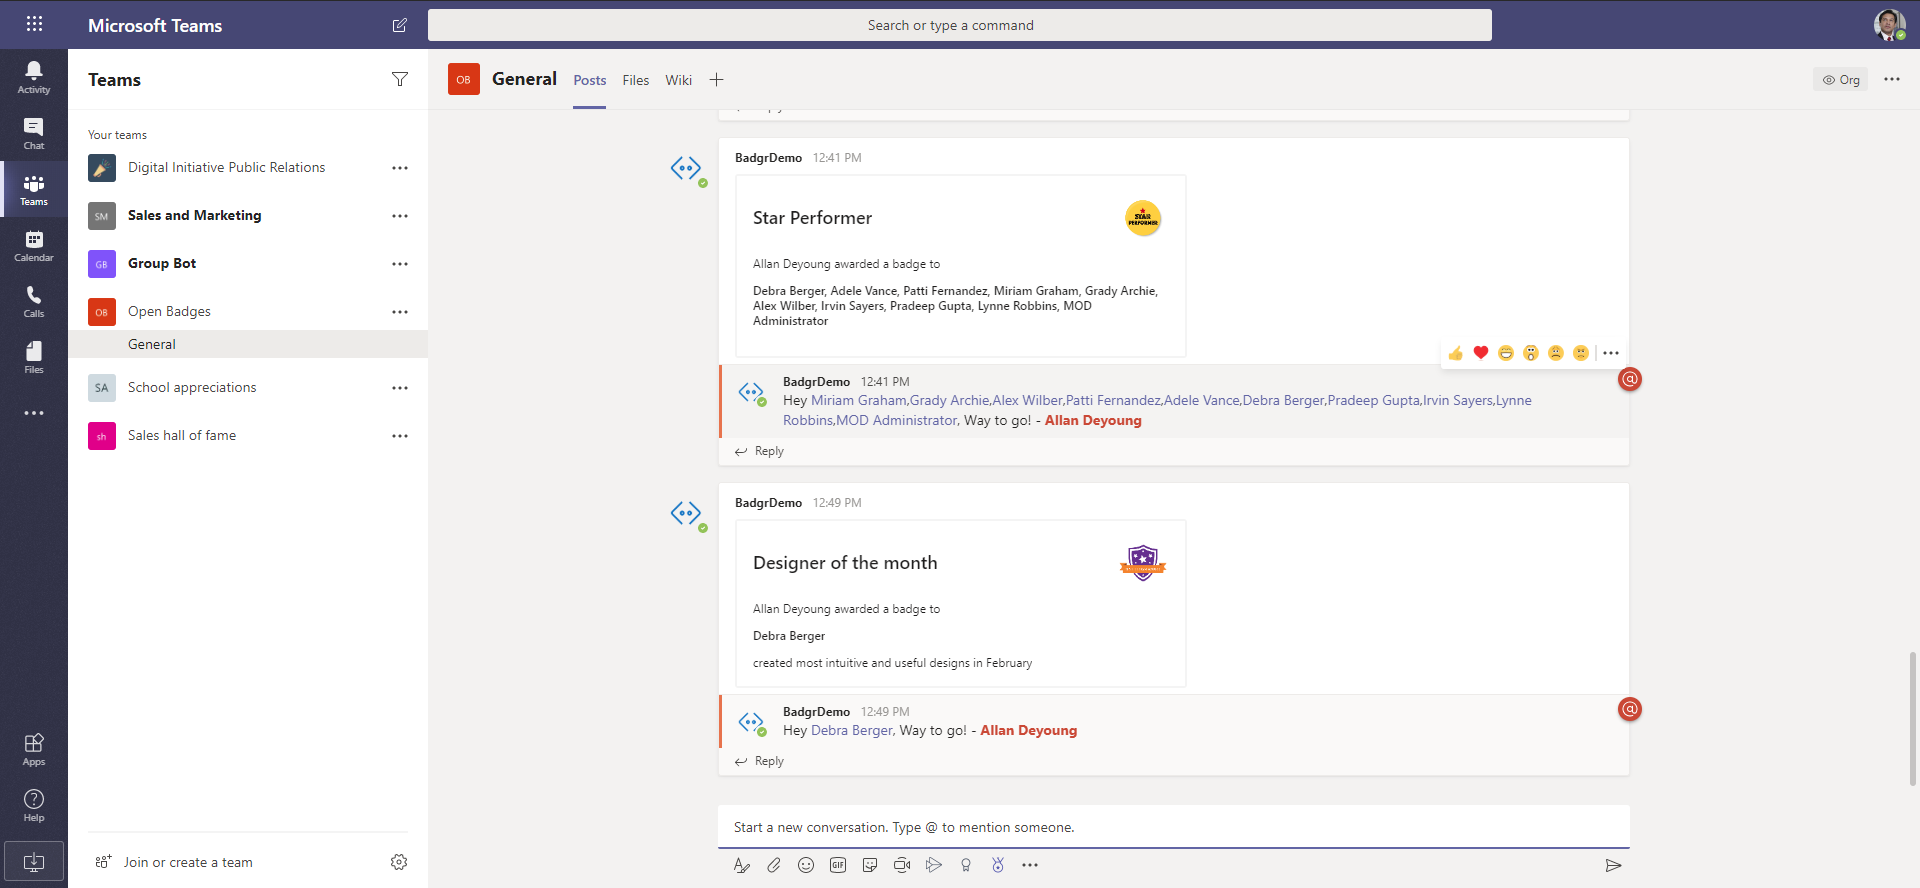 Microsoft Teams
Search or type a command
Activity
Chat
Teams
Calendar
Calls
Files
Apps
Help
Teams
Your teams
Digital Initiative Public Relations
SM Sales and Marketing
GB Group Bot
OB Open Badges
General
SA School appreciations
sh Sales hall of fame
Join or create a team
OB General Posts Files Wiki
Org
BadgrDemo 12:41 PM
Star Performer
STAR
PERFORMER
Allan Deyoung awarded a badge to
Debra Berger, Adele Vance, Patti Fernandez, Miriam Graham, Grady Archie,
Alex Wilber, Irvin Sayers, Pradeep Gupta, Lynne Robbins, MOD
Administrator
BadgrDemo 12:41 PM
Hey Miriam Graham,Grady Archie,Alex Wilber,Patti Fernandez,Adele Vance,Debra Berger,Pradeep Gupta,Irvin Sayers,Lynne
Robbins,MOD Administrator, Way to go! - Allan Deyoung
Reply
BadgrDemo 12:49 PM
Designer of the month
Allan Deyoung awarded a badge to
Debra Berger
created most intuitive and useful designs in February
BadgrDemo 12:49 PM
Hey Debra Berger, Way to go! - Allan Deyoung
Reply
Start a new conversation. Type @ to mention someone.
GIF